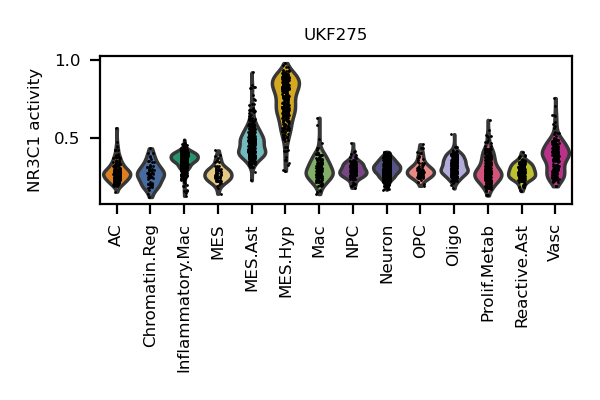 UKF275
NR3C1 activity
1.0
0.5
AC
Chromatin.Reg
Inflammatory.Mac
MES
MES.Ast
MES.Hyp
Mac
NPC
Neuron
OPC
Oligo
Prolif.Metab
Reactive.Ast
Vasc